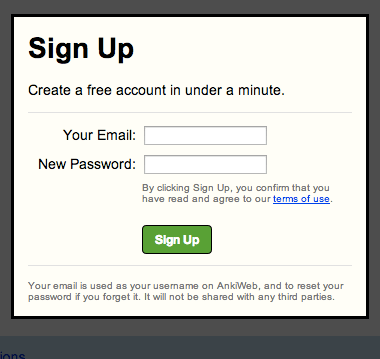 Sign Up
Create a free account in under a minute.
Your Email:
New Password:
By clicking Sign Up, you confirm that you
have read and agree to our terms of use.
Sign Up
Your email is used as your username on AnkiWeb, and to reset your
password if you forget it. It will not be shared with any third parties.